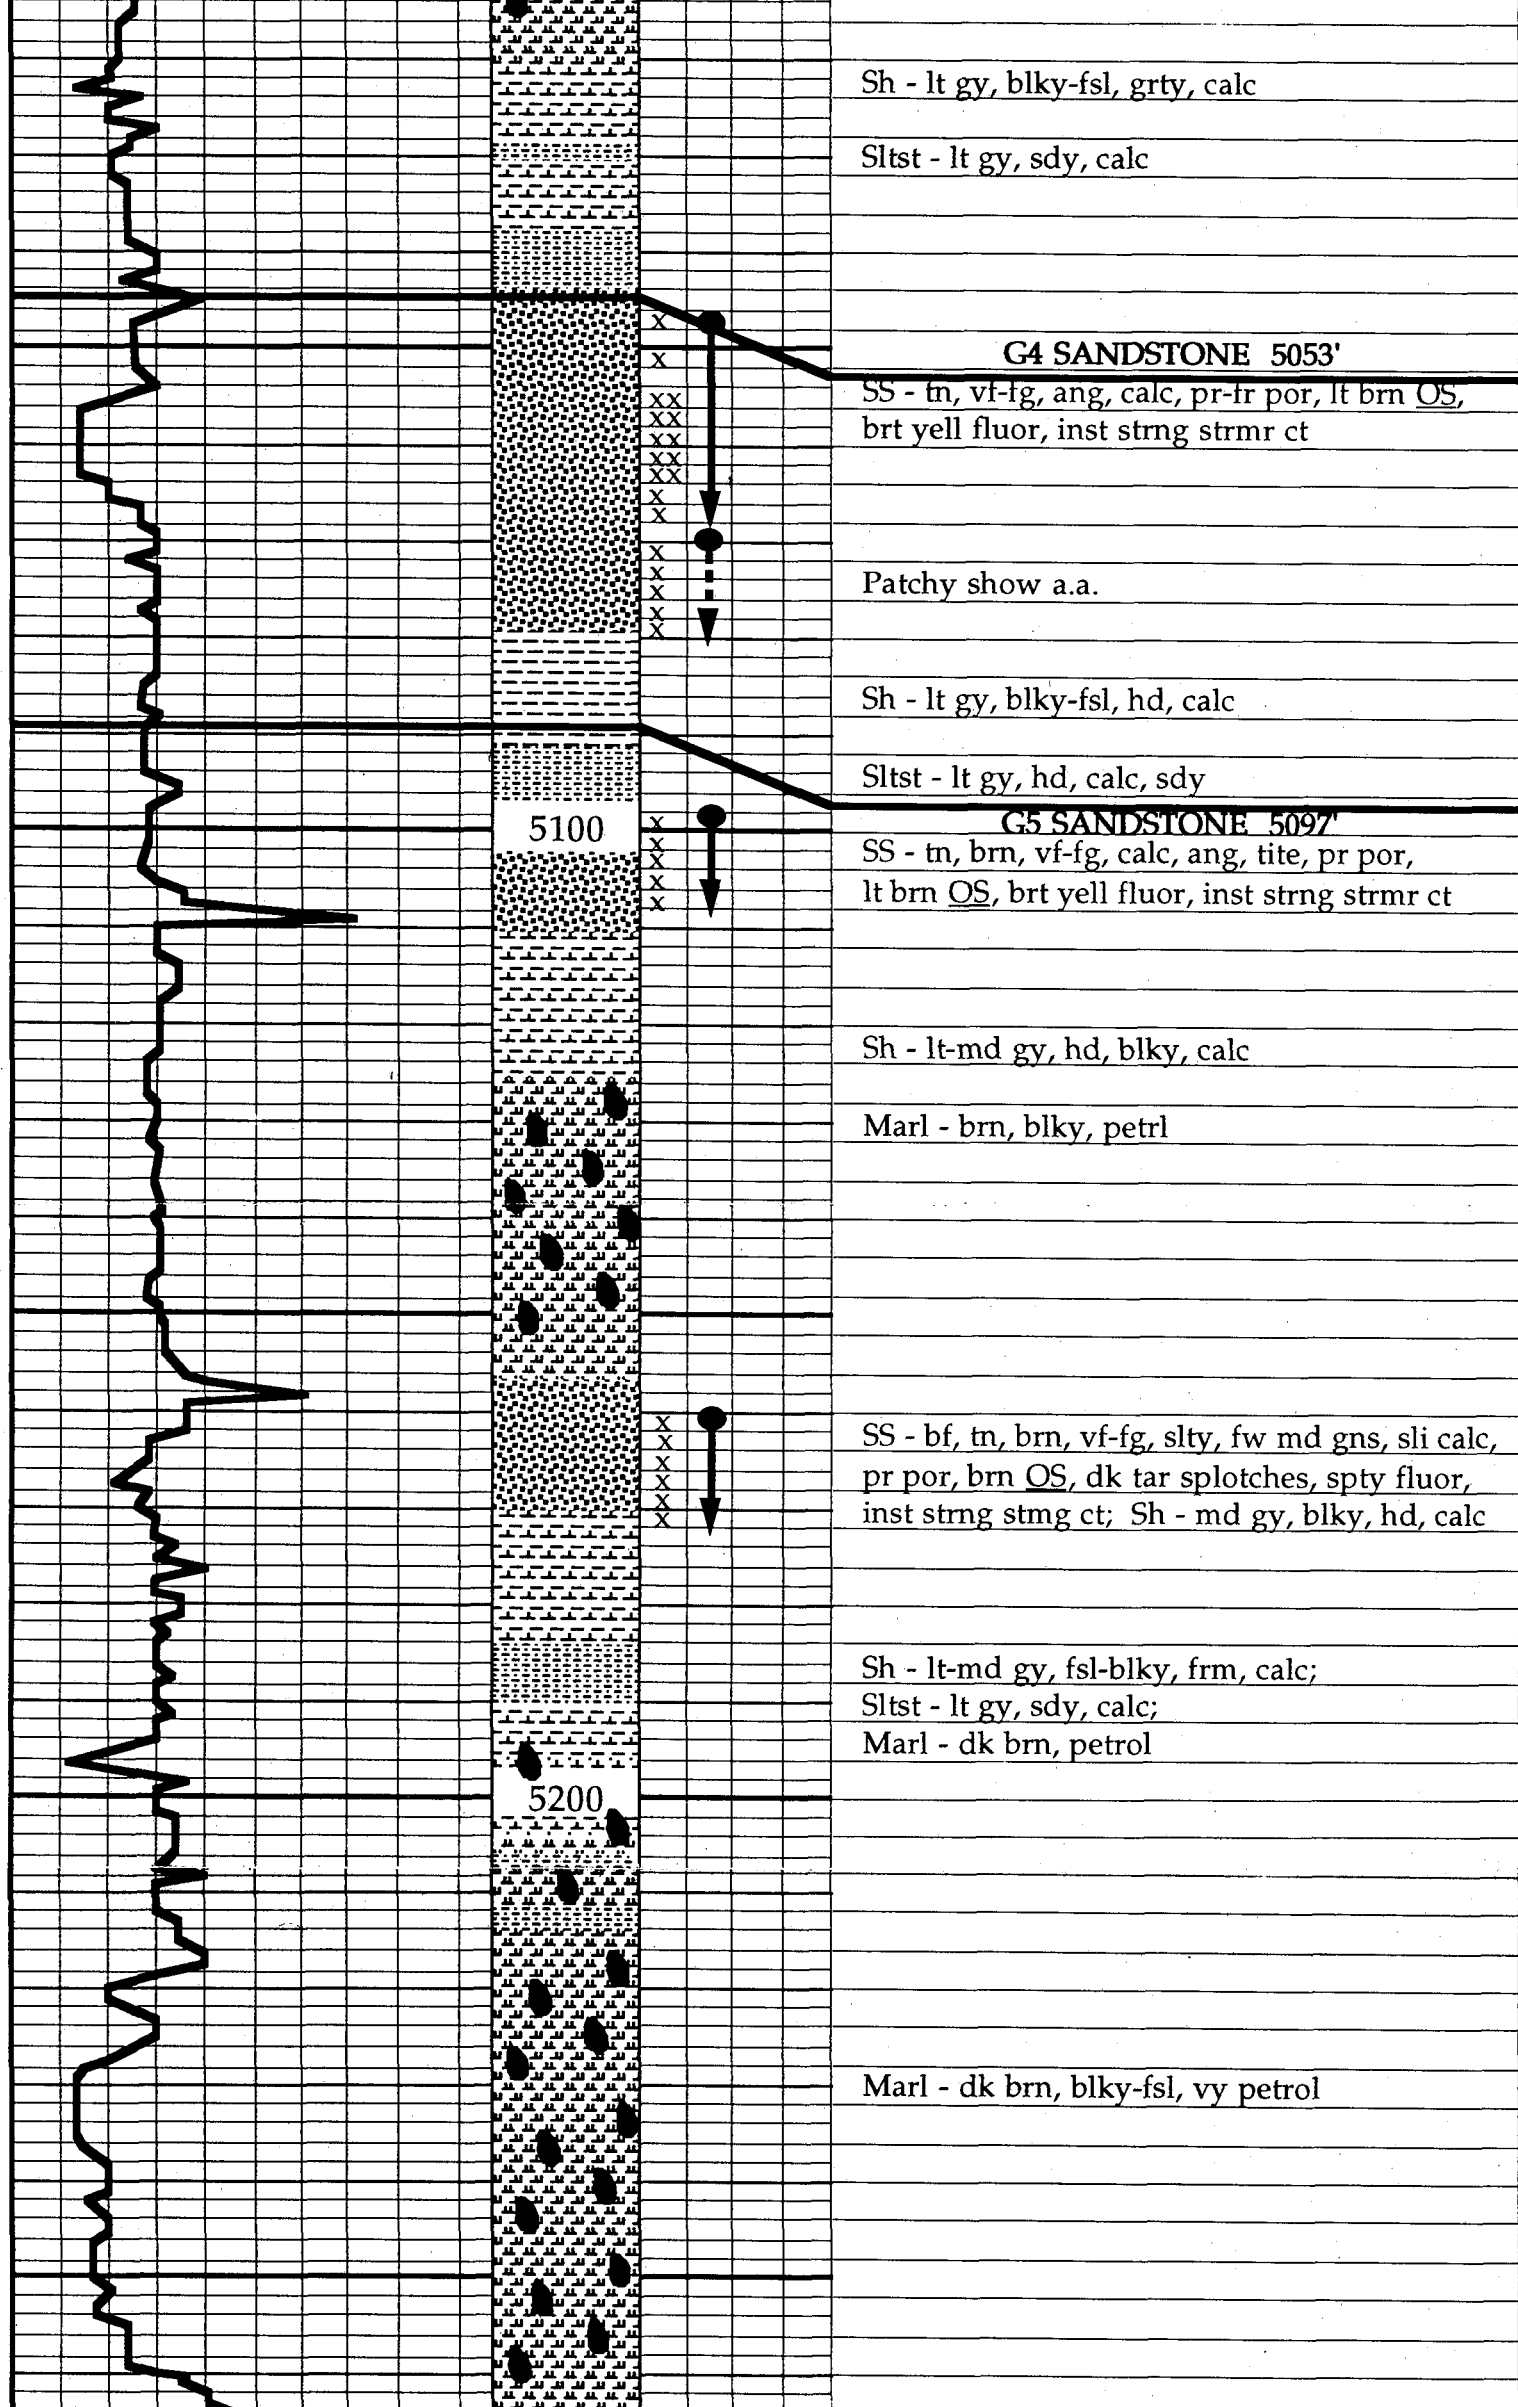 Sh - lt gy, blky-fsl, grty, calc
Sltst - lt gy, sdy, calc
x
G4 SANDSTONE 5053'
x
SS - tn, vf-fg, ang, calc, pr-fr por, lt brn OS,
xx
xx
brt yell fluor, inst strng strmr ct
xx
xx
xx
x
x
x
x
Patchy show a.a.
x
x
x
Sh - lt gy, blky-fsl, hd, calc
Sltst - lt gy, hd, calc, sdy
G5 SANDSTONE 5097'
5100
x
x
SS - tn, brn, vf-fg, calc, ang, tite, pr por,
x
x
lt brn OS, brt yell fluor, inst strng strmr ct
x
Sh - lt-md gy, hd, blky, calc
Marl - brn, blky, petrl
x
SS - bf, tn, brn, vf-fg, slty, fw md gns, sli calc,
x
x
pr por, brn OS, dk tar splotches, spty fluor,
x
x
inst strng stmg ct; Sh - md gy, blky, hd, calc
x
Sh - lt-md gy, fsl-blky, frm, calc;
Sltst - lt gy, sdy, calc;
Marl - dk brn, petrol
5200
Marl - dk brn, blky-fsl, vy petrol